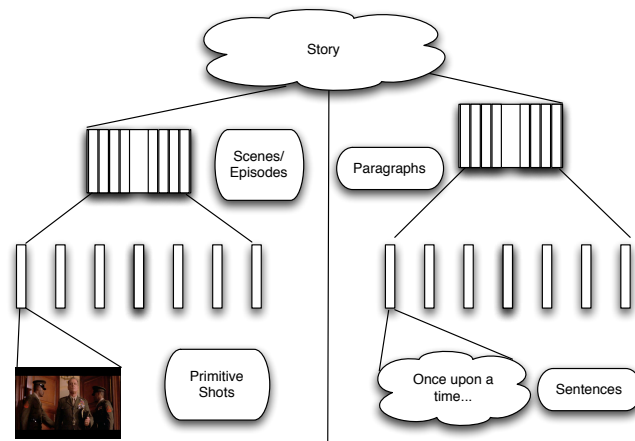 Story
Scenes/
Episodes
Paragraphs
Primitive
Shots
Once upon a
time...
Sentences